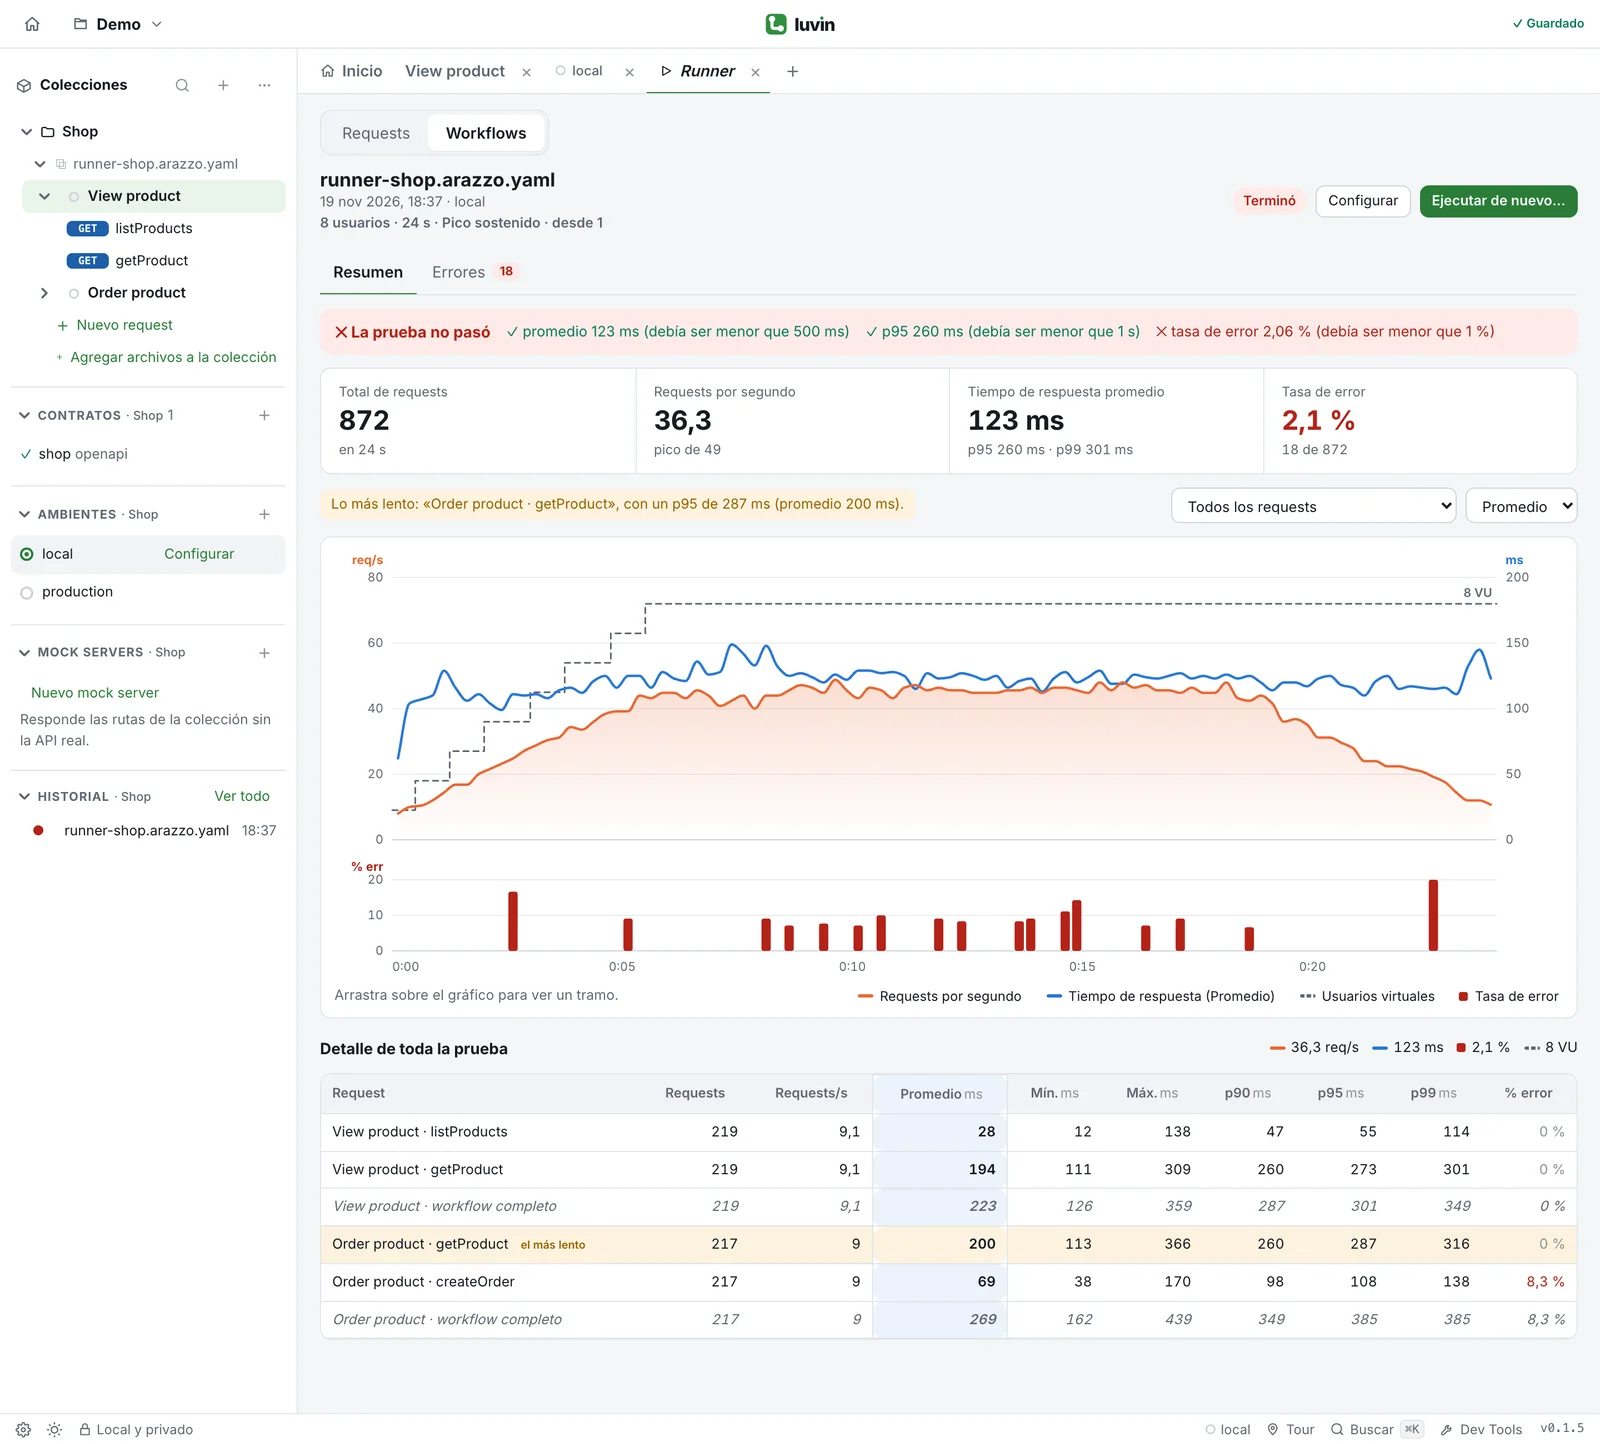 Demo
luvin
Guardado
Colecciones
Inicio
View product
local
Runner
Shop
runner-shop.arazzo.yaml
View product
GET listProducts
GET getProduct
Order product
+ Nuevo request
+ Agregar archivos a la colección
CONTRATOS · Shop 1
shop openapi
AMBIENTES · Shop
local Configurar
production
MOCK SERVERS · Shop
Nuevo mock server
Responde las rutas de la colección sin
la API real.
HISTORIAL · Shop Ver todo
runner-shop.arazzo.yaml 18:37
Requests Workflows
runner-shop.arazzo.yaml
19 nov 2026, 18:37 · local
8 usuarios · 24 s · Pico sostenido · desde 1
Terminó Configurar Ejecutar de nuevo...
Resumen Errores 18
La prueba no pasó promedio 123 ms (debía ser menor que 500 ms) p95 260 ms (debía ser menor que 1 s) tasa de error 2,06 % (debía ser menor que 1 %)
Total de requests
872
en 24 s
Requests por segundo
36,3
pico de 49
Tiempo de respuesta promedio
123 ms
p95 260 ms · p99 301 ms
Tasa de error
2,1 %
18 de 872
Lo más lento: «Order product · getProduct», con un p95 de 287 ms (promedio 200 ms).
Todos los requests Promedio
req/s ms
80 200
8 VU
60 150
40 100
20 50
0 0
% err
20
10
0
0:00 0:05 0:10 0:15 0:20
Arrastra sobre el gráfico para ver un tramo.
Requests por segundo Tiempo de respuesta (Promedio) Usuarios virtuales Tasa de error
Detalle de toda la prueba
36,3 req/s 123 ms 2,1 % 8 VU
Request Requests Requests/s Promedio ms Mín. ms Máx. ms p90 ms p95 ms p99 ms % error
View product · listProducts 219 9,1 28 12 138 47 55 114 0 %
View product · getProduct 219 9,1 194 111 309 260 273 301 0 %
View product · workflow completo 219 9,1 223 126 359 287 301 349 0 %
Order product · getProduct el más lento 217 9 200 113 366 260 287 316 0 %
Order product · createOrder 217 9 69 38 170 98 108 138 8,3 %
Order product · workflow completo 217 9 269 162 439 349 385 385 8,3 %
Local y privado
local Tour Buscar ⌘K Dev Tools v0.1.5